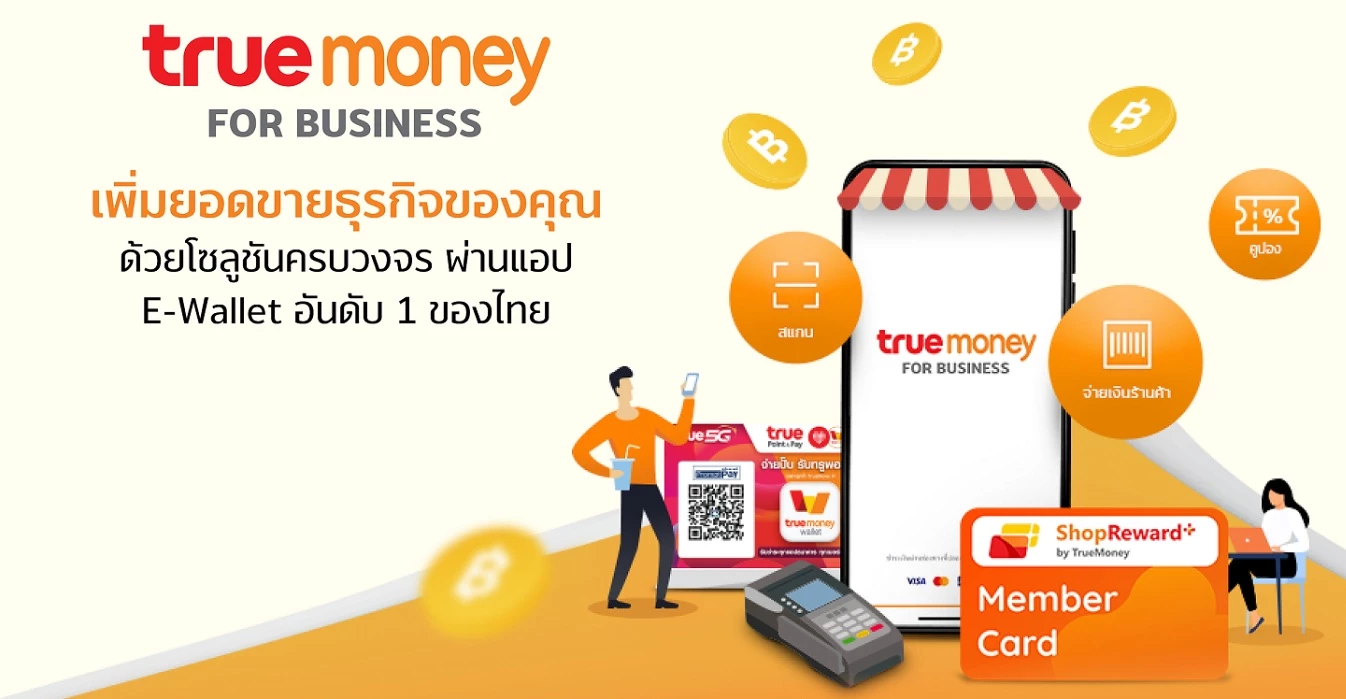 true money
FOR BUSINESS
เพิ่มยอดขายธุรกิจของคุณ
ด้วยโซลูชันครบวงจร ผ่านแอป
E-Wallet อันดับ 1 ของไทย
คูปอง
สแกน
true money
FOR BUSINESS
จ่ายเงินร้านค้า
5G
true
Point & Pay
จ่ายปั๊บ รับทรูพอ
Pay
truemoney
wallet
VISA
ShopReward+
by TrueMoney
Member
Card